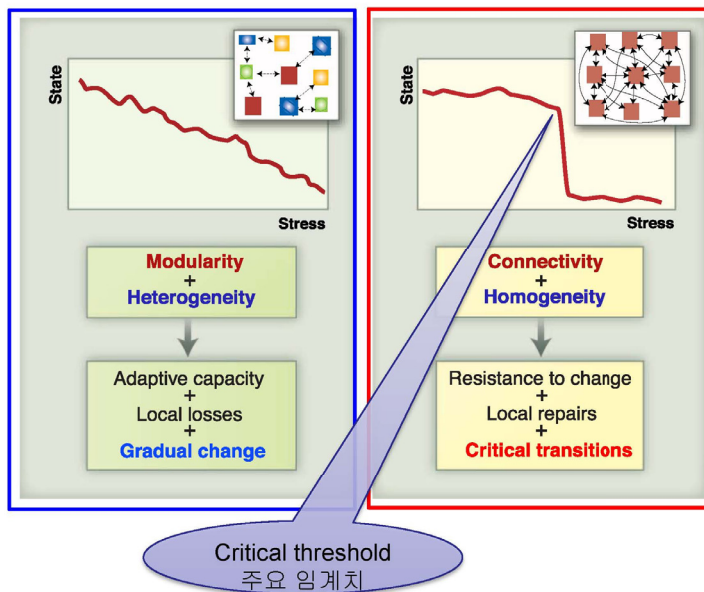 State
Stress
Modularity
+
Heterogeneity
Adaptive capacity
+
Local losses
+
Gradual change
State
Stress
Connectivity
+
Homogeneity
Resistance to change
+
Local repairs
+
Critical transitions
Critical threshold
주요 임계치